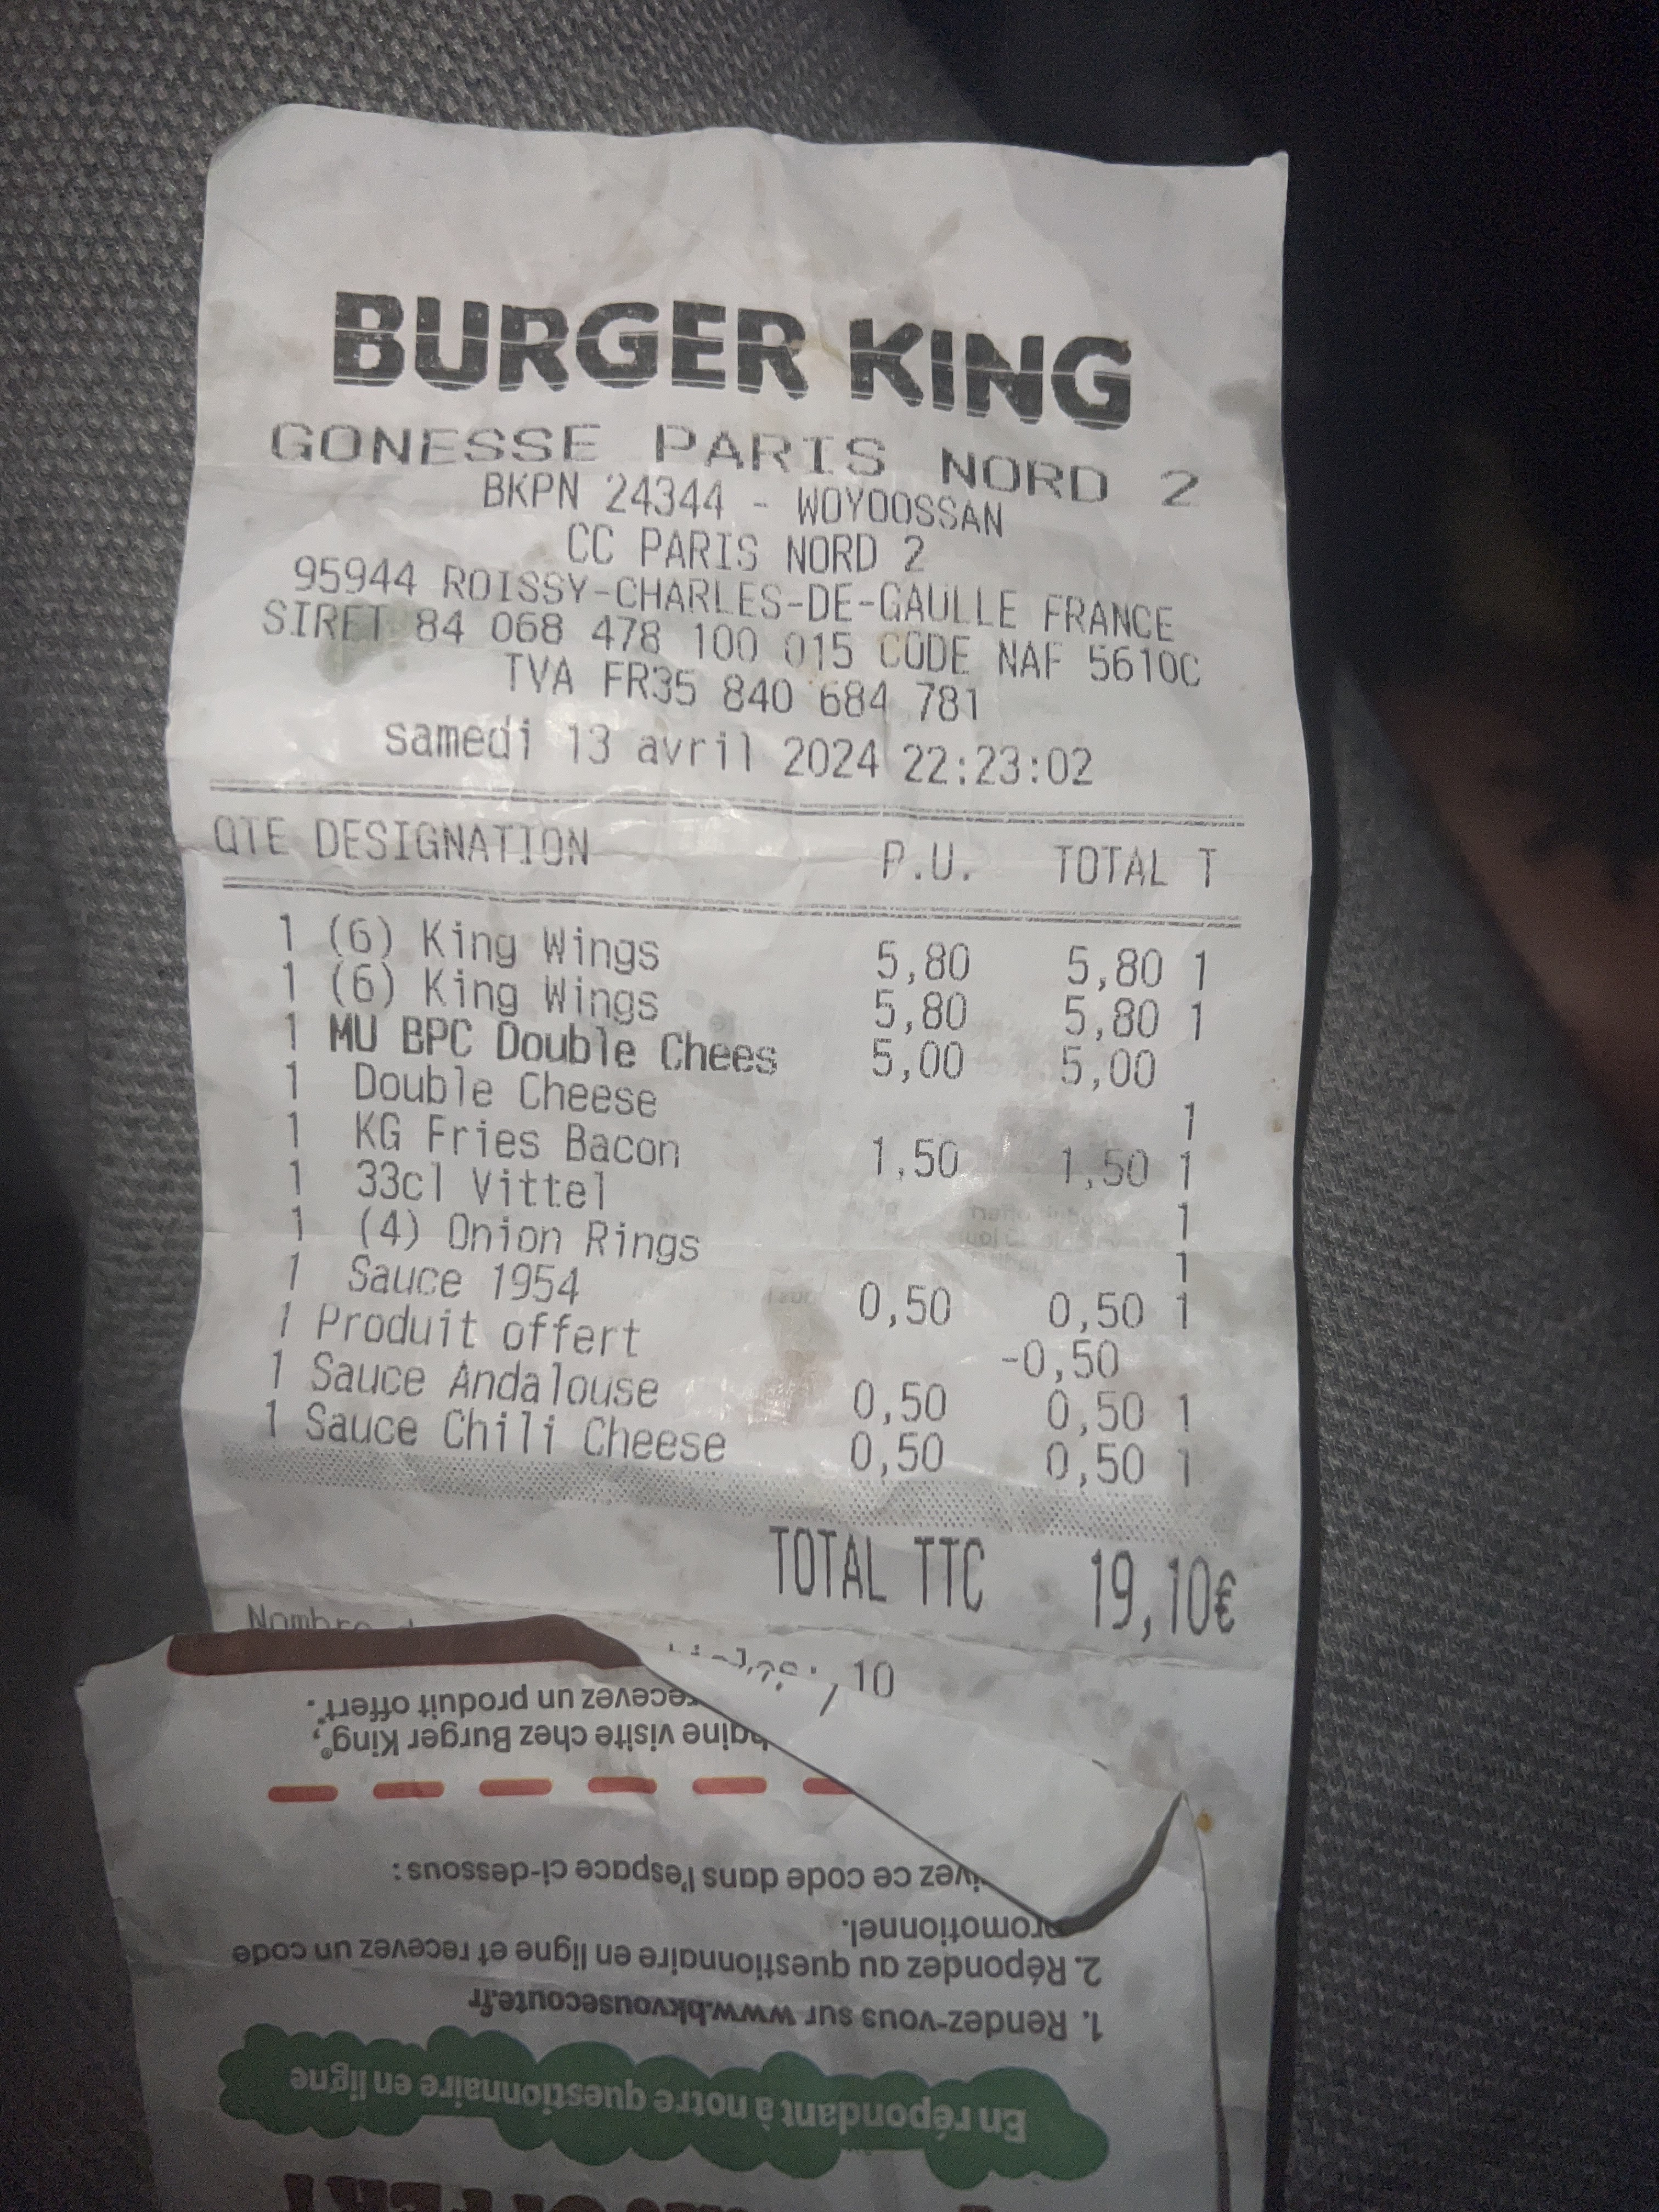 BURGER KING
GONESSE PARIS NORD 2
BKPN 24344 - WOYOOSSAN
CC PARIS NORD 2
95944 ROISSY-CHARLES-DE-GAULLE FRANCE
SIRET 84 068 478 100 015 CODE NAF 5610C
TVA FR35 840 684 781
samedi 13 avril 2024 22:23:02
QTE DESIGNATION P.U. TOTAL T
1 (6) King Wings 5,80 5,80 1
1 (6) King Wings 5,80 5,80 1
1 MU BPC Double Chees 5,00 5,00
1 Double Cheese 1
1 KG Fries Bacon 1,50 1,50 1
1 33cl Vittel 1
1 (4) Onion Rings 1
1 Sauce 1954 0,50 0,50 1
1 Produit offert -0,50
1 Sauce Andalouse 0,50 0,50 1
1 Sauce Chili Cheese 0,50 0,50 1
TOTAL TTC 19,10€
Nombre
10
En répondant à notre questionnaire en ligne
1. Rendez-vous sur www.bkvousecoute.fr
2. Répondez au questionnaire en ligne et recevez un code
promotionnel.
ce code dans l'espace ci-dessous :
visite chez Burger King®,
recevez un produit offert*.